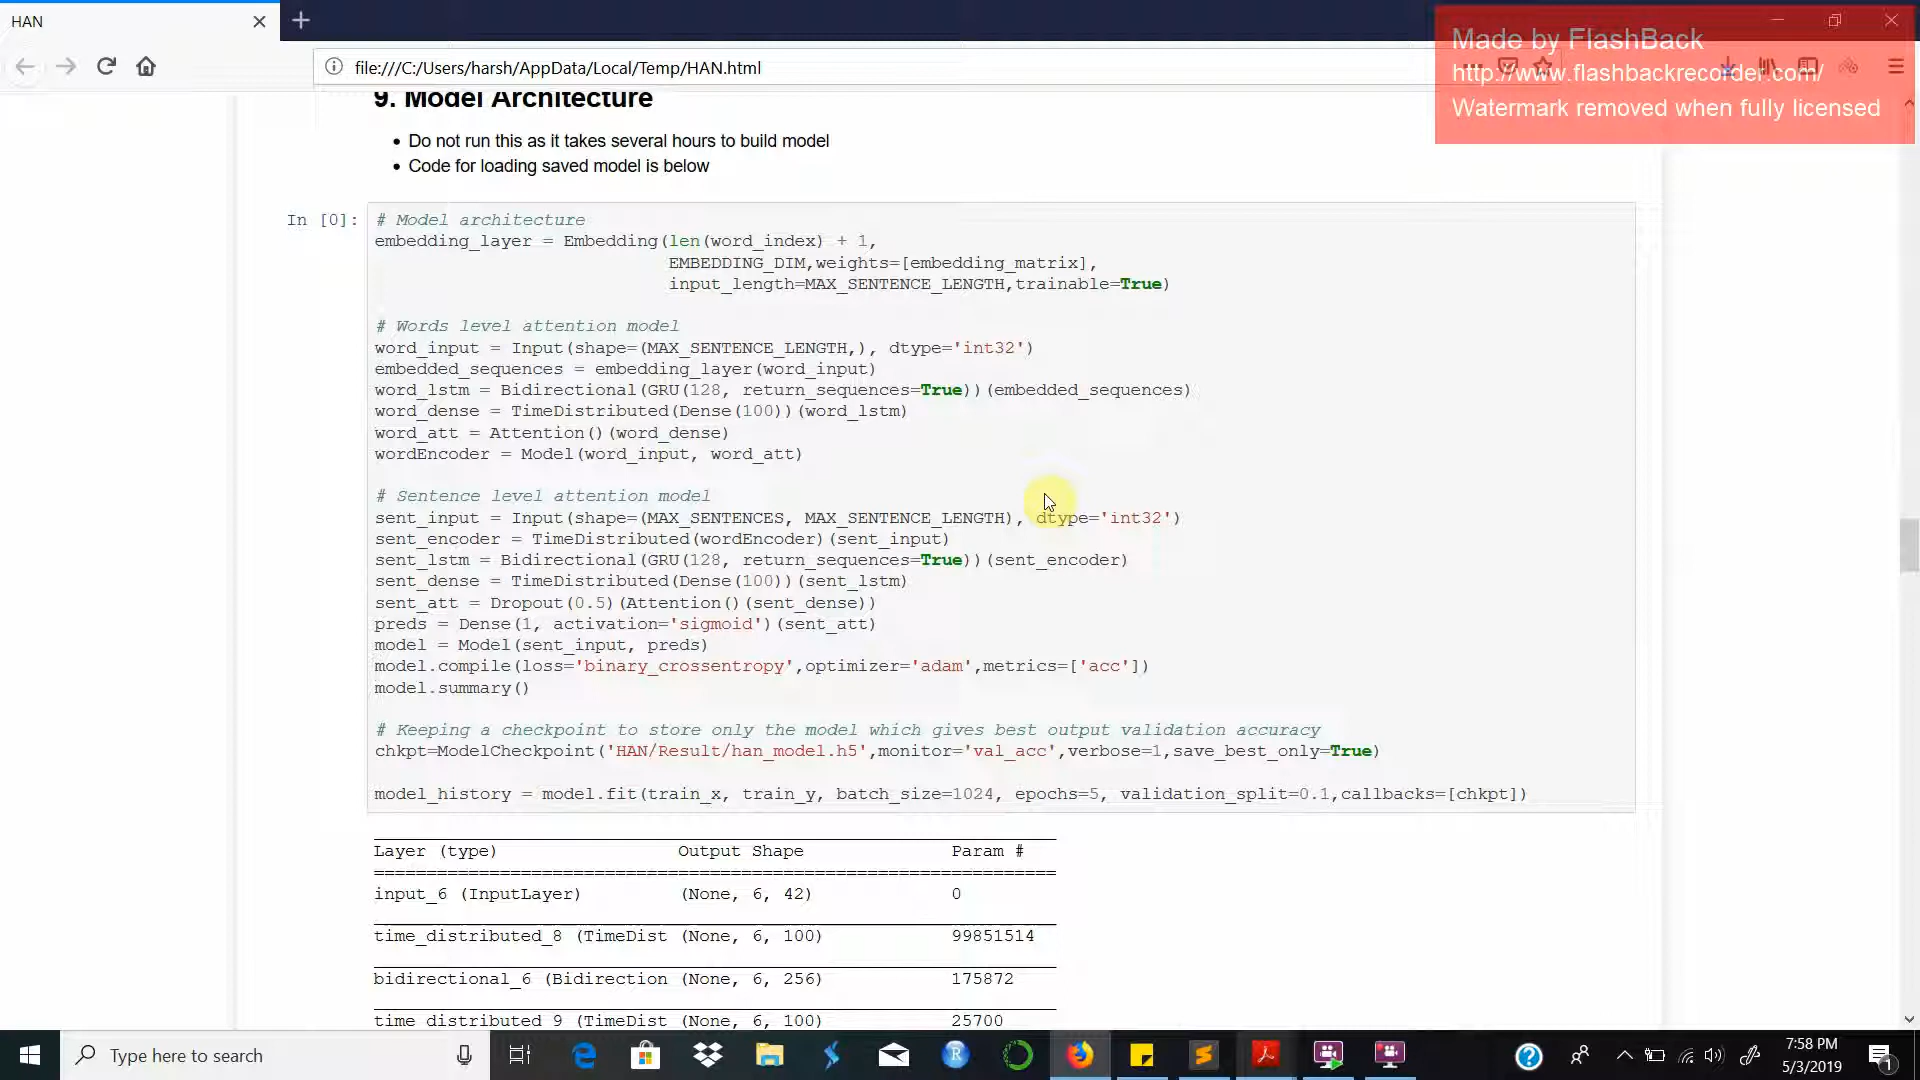 HAN
file:///C:/Users/harsh/AppData/Local/Temp/HAN.html
Made by FlashBack
http://www.flashbackrecorder.com/
Watermark removed when fully licensed
9. Model Architecture
Do not run this as it takes several hours to build model
Code for loading saved model is below
In [0]:
# Model architecture
embedding_layer = Embedding(len(word_index) + 1,
EMBEDDING_DIM,weights=[embedding_matrix],
input_length=MAX_SENTENCE_LENGTH,trainable=True)
# Words level attention model
word_input = Input(shape=(MAX_SENTENCE_LENGTH,), dtype='int32')
embedded_sequences = embedding_layer(word_input)
word_lstm = Bidirectional(GRU(128, return_sequences=True))(embedded_sequences)
word_dense = TimeDistributed(Dense(100))(word_lstm)
word_att = Attention()(word_dense)
wordEncoder = Model(word_input, word_att)
# Sentence level attention model
sent_input = Input(shape=(MAX_SENTENCES, MAX_SENTENCE_LENGTH), dtype='int32')
sent_encoder = TimeDistributed(wordEncoder)(sent_input)
sent_lstm = Bidirectional(GRU(128, return_sequences=True))(sent_encoder)
sent_dense = TimeDistributed(Dense(100))(sent_lstm)
sent_att = Dropout(0.5)(Attention()(sent_dense))
preds = Dense(1, activation='sigmoid')(sent_att)
model = Model(sent_input, preds)
model.compile(loss='binary_crossentropy',optimizer='adam',metrics=['acc'])
model.summary()
# Keeping a checkpoint to store only the model which gives best output validation accuracy
chkpt=ModelCheckpoint('HAN/Result/han_model.h5',monitor='val_acc',verbose=1,save_best_only=True)
model_history = model.fit(train_x, train_y, batch_size=1024, epochs=5, validation_split=0.1,callbacks=[chkpt])
Layer (type) Output Shape Param #
input_6 (InputLayer) (None, 6, 42) 0
time_distributed_8 (TimeDist (None, 6, 100) 99851514
bidirectional_6 (Bidirection (None, 6, 256) 175872
time_distributed_9 (TimeDist (None, 6, 100) 25700
Type here to search
7:58 PM
5/3/2019
1